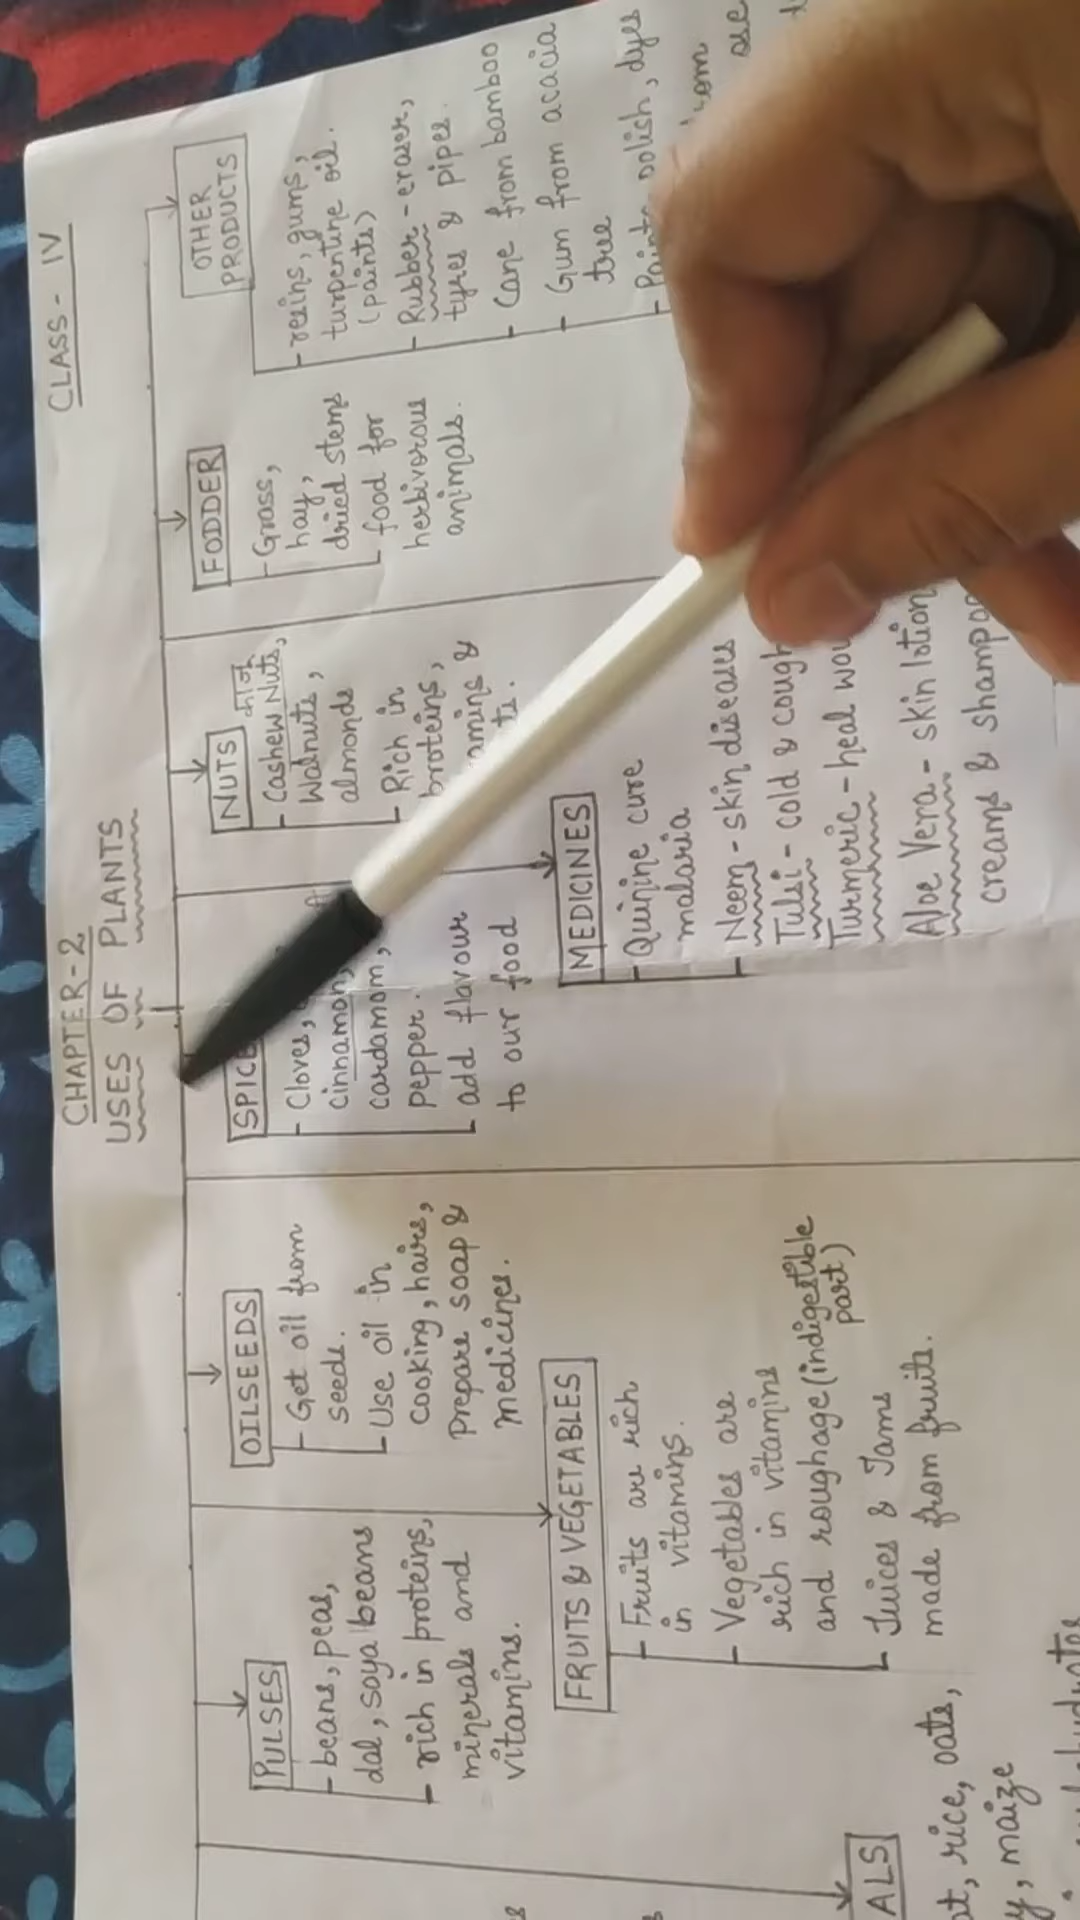 CLASS- IV
CHAPTER-2
USES OF PLANTS
PULSES
- beans, peas,
dal, soya beans
- rich in proteins,
minerals and
vitamins.
OILSEEDS
- Get oil from
seeds.
- Use oil in
cooking, hairs,
prepare soap &
medicines.
- Cloves,
cinnamon,
cardamom,
pepper.
- add flavour
to our food
NUTS
काजू
- Cashew Nuts,
Walnuts,
almonds
- Rich in
proteins,
&
FODDER
- Grass,
hay,
dried stems
- food for
herbivorous
animals.
OTHER
PRODUCTS
- resins, gums,
turpentine oil.
(paints)
- Rubber - eraser,
tyres & pipes.
- Cane from bamboo
- Gum from acacia
tree
polish, dyes
FRUITS & VEGETABLES
- Fruits are rich
in vitamins.
- Vegetables are
rich in vitamins
and roughage (indigestible
part)
- Juices & Jams
made from fruits.
MEDICINES
- Quinine cure
malaria
- Neem - skin diseases
Tulsi - cold & cough
Turmeric - heal
Aloe Vera - skin lotion
creams &
rice, oats,
maize